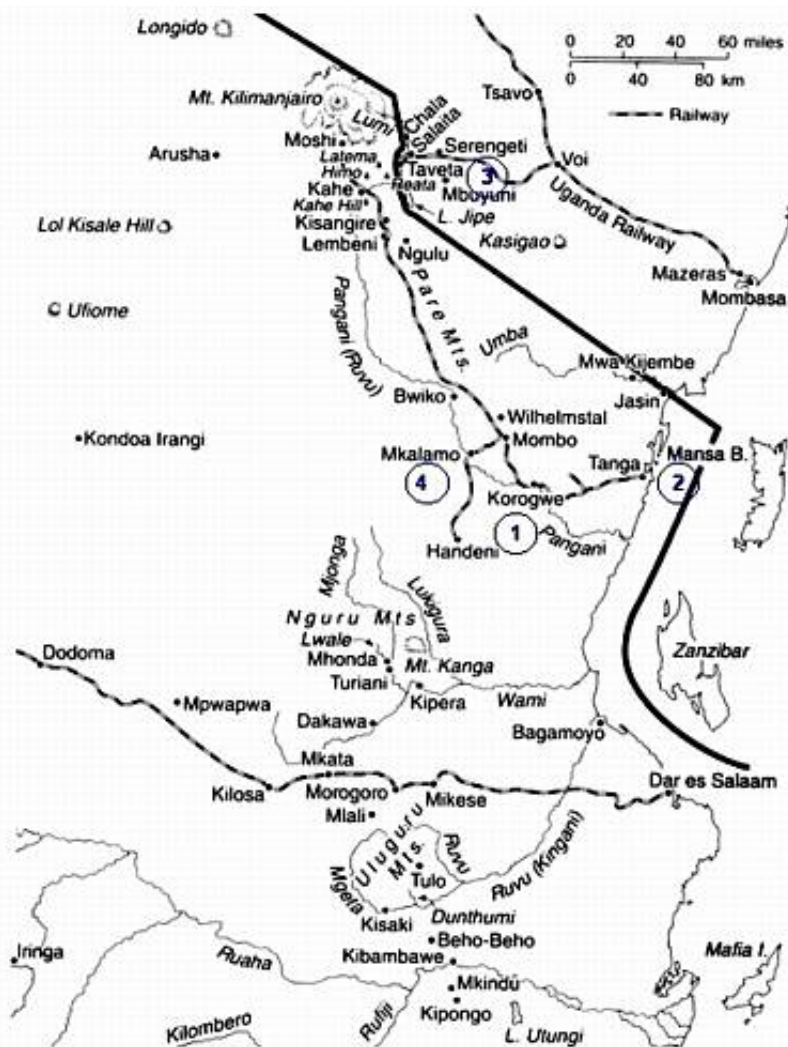 Longido
0 20 40 60 miles
0 40 80 km
Railway
Mt. Kilimanjaro
Tsavo
Lumi
Chala
Salaita
Moshi
Serengeti
Arusha
Latema
Voi
Himo
Taveta
3
Reata
Mbuyuni
Kahe
Uganda Railway
Kahe Hill
L. Jipe
Lol Kisale Hill
Kisangire
Kasigao
Lembeni
Ngulu
Mazeras
Mombasa
Pare Mts.
Ufiome
Pangani (Ruvu)
Umba
Mwa Kijembe
Bwiko
Jasin
Wilhelmstal
Kondoa Irangi
Mombo
Mkalamo
Tanga
Mansa B.
4
2
Korogwe
1
Pangani
Handeni
Mjonga
Lukigura
Nguru Mts
Lwale
Dodoma
Zanzibar
Mhonda
Mt. Kanga
Turiani
Mpwapwa
Kipera
Wami
Dakawa
Bagamoyo
Mkata
Dar es Salaam
Kilosa
Morogoro
Mikese
Mlali
Uluguru Mts.
Ruvu
Ruvu (Kingani)
Tulo
Mgeta
Kisaki
Dunthumi
Beho-Beho
Iringa
Ruaha
Kibambawe
Mafia I.
Mkindu
Rufiji
Kipongo
Kilombero
L. Utungi